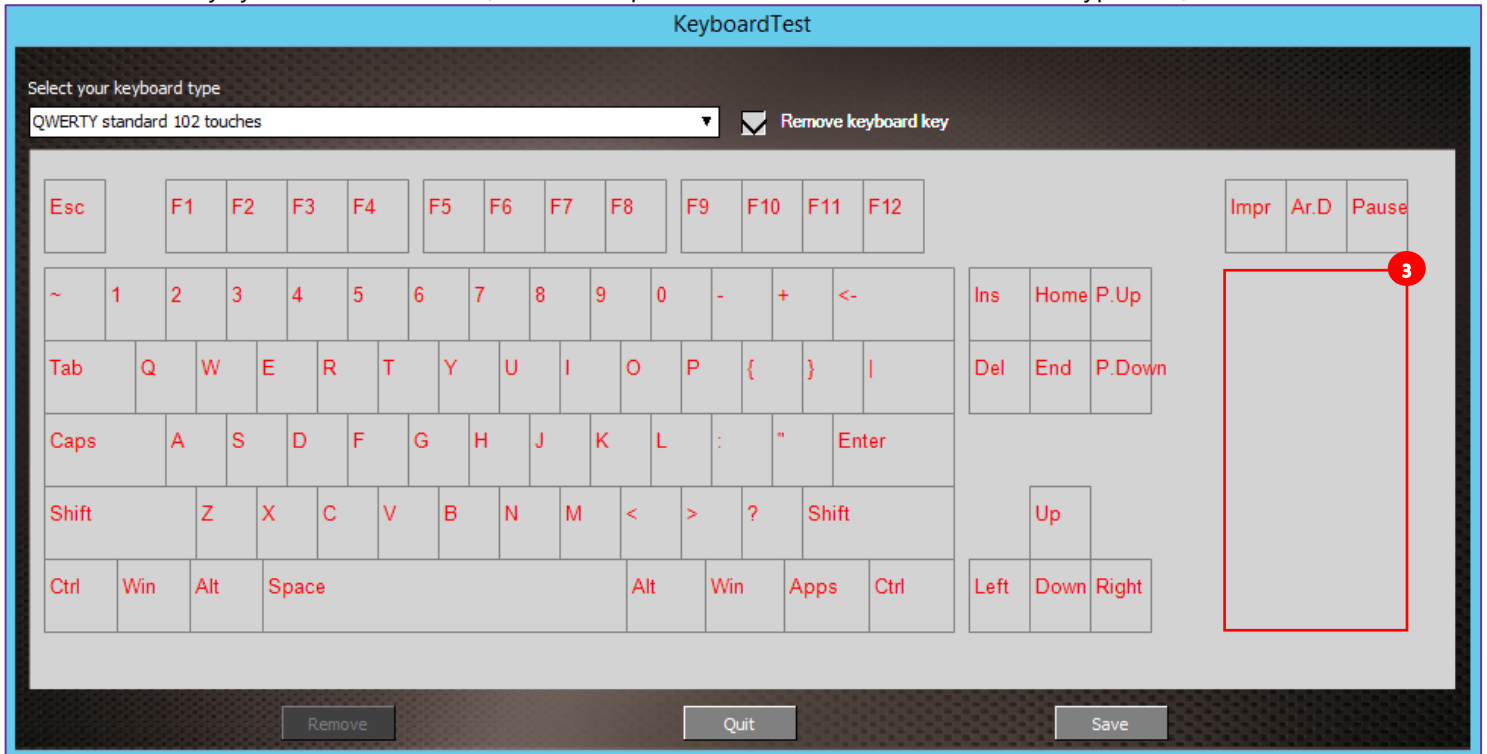 KeyboardTest
Select your keyboard type
QWERTY standard 102 touches ▼ Remove keyboard key
Esc F1 F2 F3 F4 F5 F6 F7 F8 F9 F10 F11 F12 Impr Ar.D Pause
3
~ 1 2 3 4 5 6 7 8 9 0 - + <- Ins Home P.Up
Tab Q W E R T Y U I O P { } | Del End P.Down
Caps A S D F G H J K L : " Enter
Shift Z X C V B N M < > ? Shift Up
Ctrl Win Alt Space Alt Win Apps Ctrl Left Down Right
Remove Quit Save